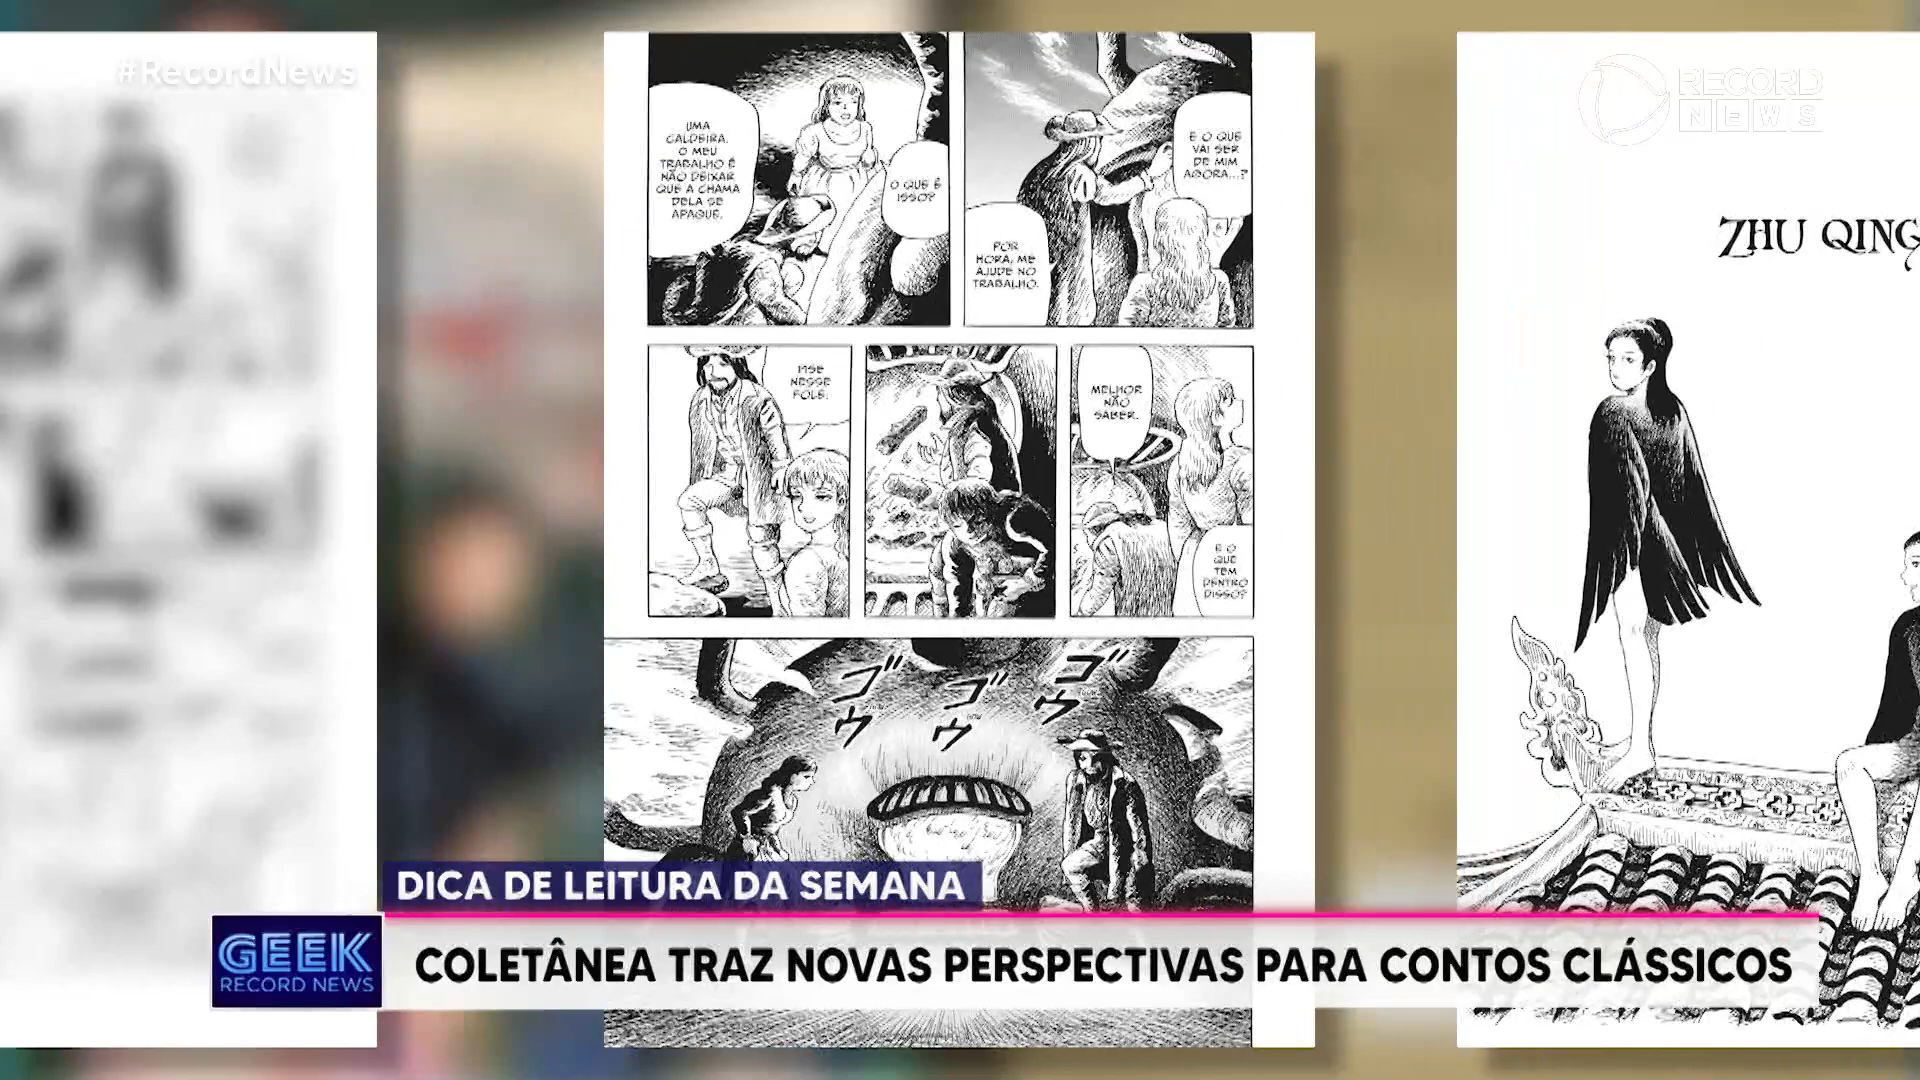 #RecordNews
RECORD
NEWS
UMA
CALDEIRA.
O MEU
TRABALHO É
NÃO DEIXAR
QUE A CHAMA
DELA SE
APAGUE.
O QUE É
ISSO?
E O QUE
VAI SER
DE MIM
AGORA...?
POR
HORA, ME
AJUDE NO
TRABALHO.
PISE
NESSE
FOLE.
MELHOR
NÃO
SABER.
E O
QUE
TEM
DENTRO
DISSO?
ゴウ
ゴウ
ゴウ
ZHU QING
DICA DE LEITURA DA SEMANA
GEEK
RECORD NEWS
COLETÂNEA TRAZ NOVAS PERSPECTIVAS PARA CONTOS CLÁSSICOS